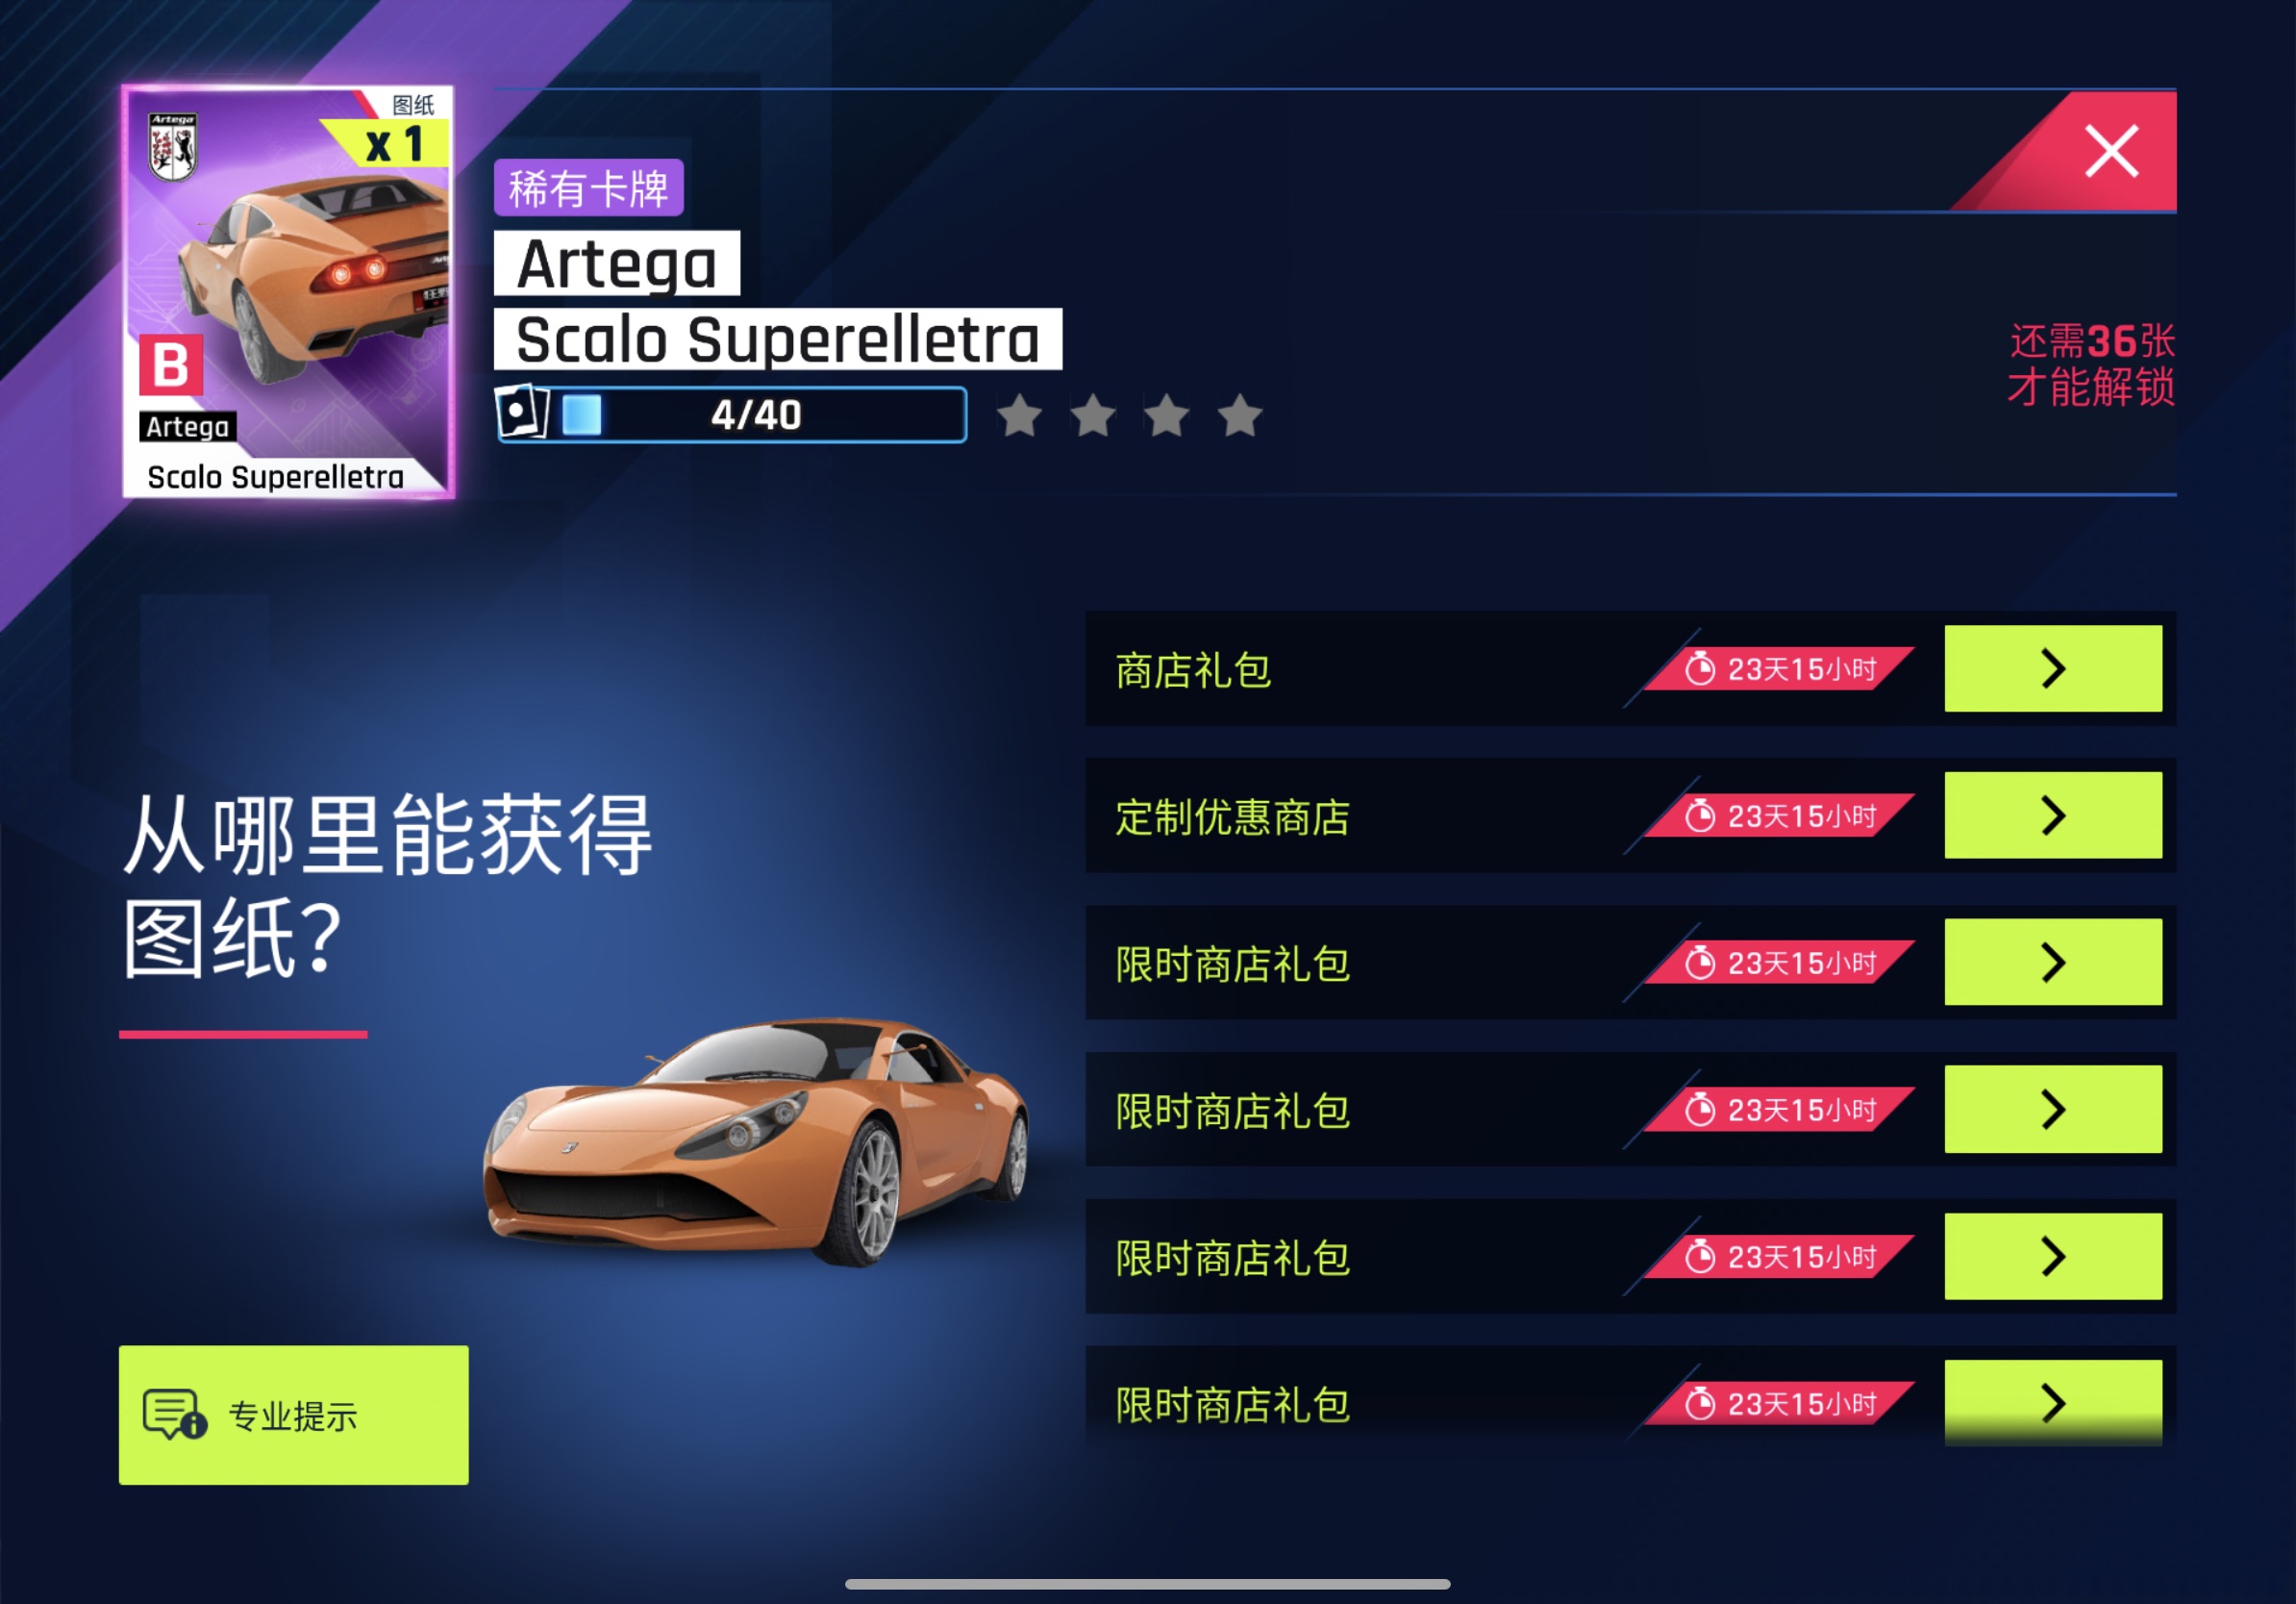 图纸
x 1
Artega
B
Artega
Scalo Superelletra
稀有卡牌
Artega
Scalo Superelletra
4/40
还需36张
才能解锁
从哪里能获得
图纸?
专业提示
商店礼包 23天15小时
定制优惠商店 23天15小时
限时商店礼包 23天15小时
限时商店礼包 23天15小时
限时商店礼包 23天15小时
限时商店礼包 23天15小时